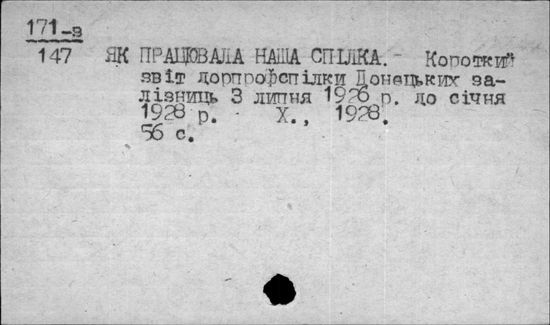 171-в
147
ЯК ПРАЦЮВАЛА НАША СПІЛКА. - Короткий
звіт дорпрофспілки Донецьких за-
лізниць З липня 1926 р. до січня
1928 р. - Х., 1928.
56 с.